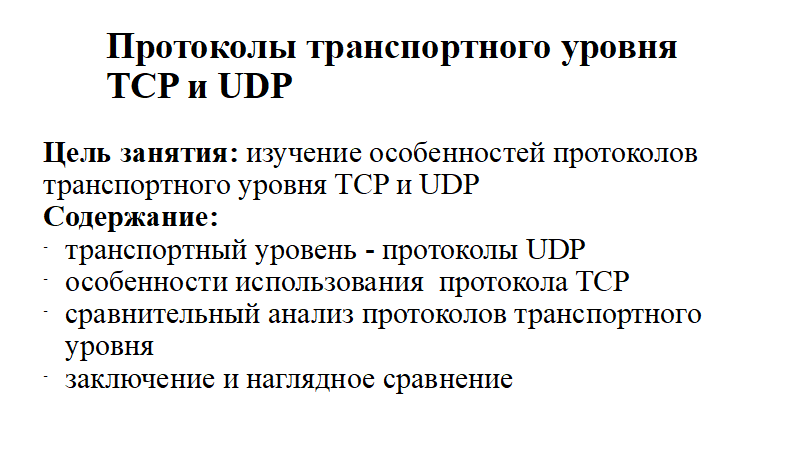 Протоколы транспортного уровня
TCP и UDP
Цель занятия: изучение особенностей протоколов
транспортного уровня TCP и UDP
Содержание:
- транспортный уровень - протоколы UDP
- особенности использования протокола TCP
- сравнительный анализ протоколов транспортного
уровня
- заключение и наглядное сравнение